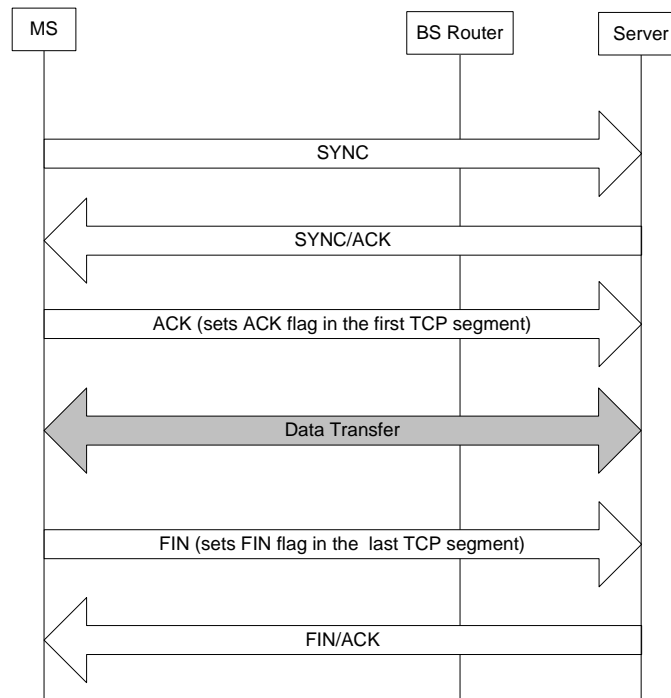 MS
BS Router
Server
SYNC
SYNC/ACK
ACK (sets ACK flag in the first TCP segment)
Data Transfer
FIN (sets FIN flag in the  last TCP segment)
FIN/ACK